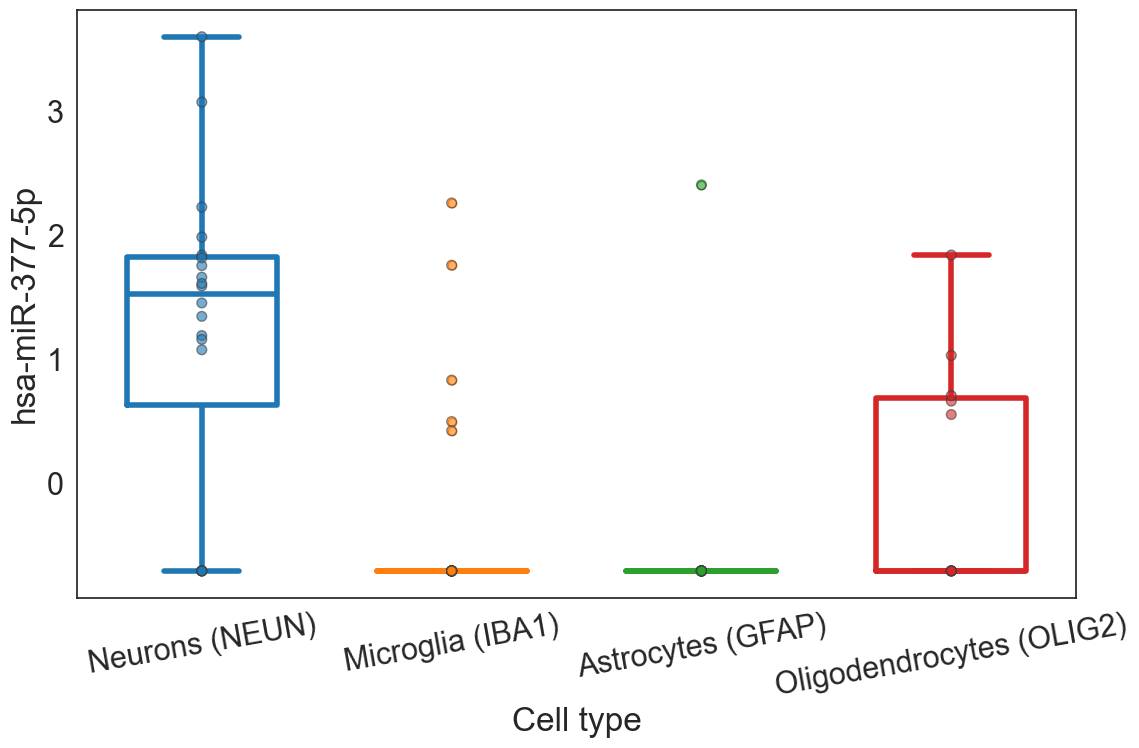 hsa-miR-377-5p
3
2
1
0
Neurons (NEUN)
Microglia (IBA1)
Astrocytes (GFAP)
Oligodendrocytes (OLIG2)
Cell type